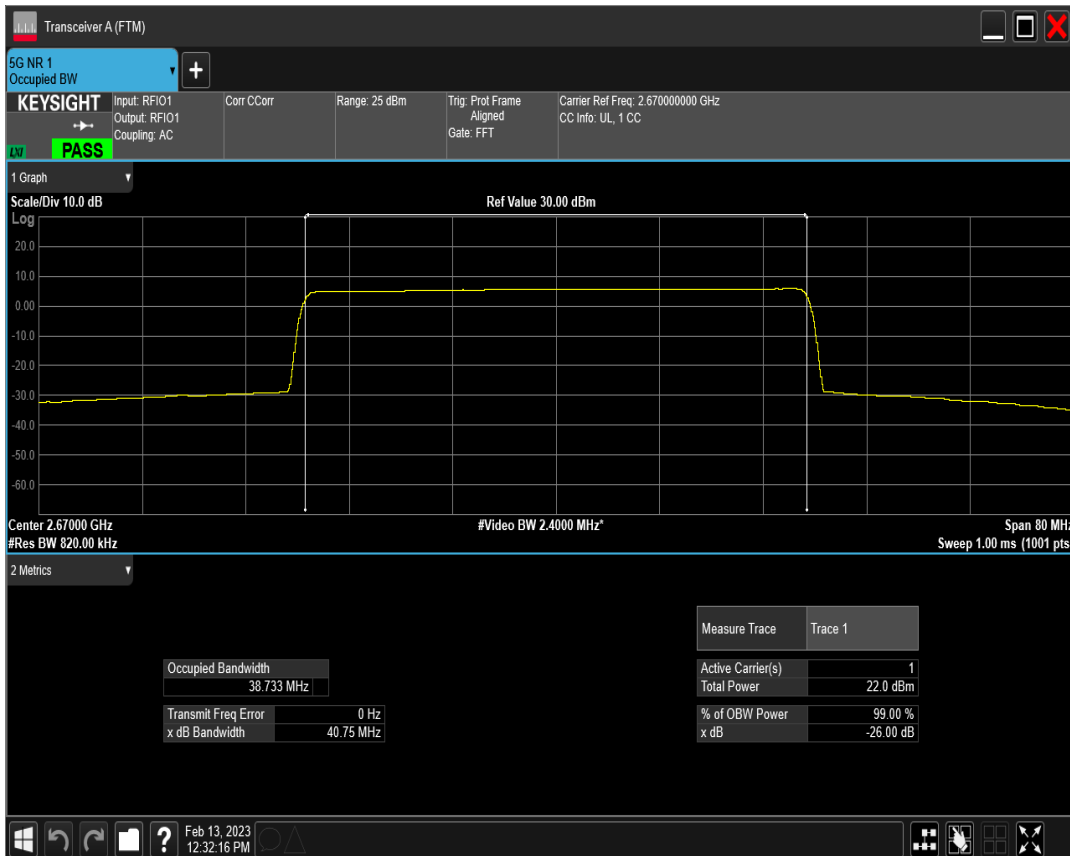 Transceiver A (FTM)
5G NR 1
Occupied BW
+
KEYSIGHT
LXI
PASS
Input: RFIO1
Output: RFIO1
Coupling: AC
Corr CCorr
Range: 25 dBm
Trig: Prot Frame
Aligned
Gate: FFT
Carrier Ref Freq: 2.670000000 GHz
CC Info: UL, 1 CC
1 Graph
Scale/Div 10.0 dB
Ref Value 30.00 dBm
Log
20.0
10.0
0.00
-10.0
-20.0
-30.0
-40.0
-50.0
-60.0
Center 2.67000 GHz
#Video BW 2.4000 MHz*
Span 80 MHz
#Res BW 820.00 kHz
Sweep 1.00 ms (1001 pts
2 Metrics
Measure Trace
Trace 1
Occupied Bandwidth
38.733 MHz
Active Carrier(s) 1
Total Power 22.0 dBm
Transmit Freq Error 0 Hz
x dB Bandwidth 40.75 MHz
% of OBW Power 99.00 %
x dB -26.00 dB
?
Feb 13, 2023
12:32:16 PM